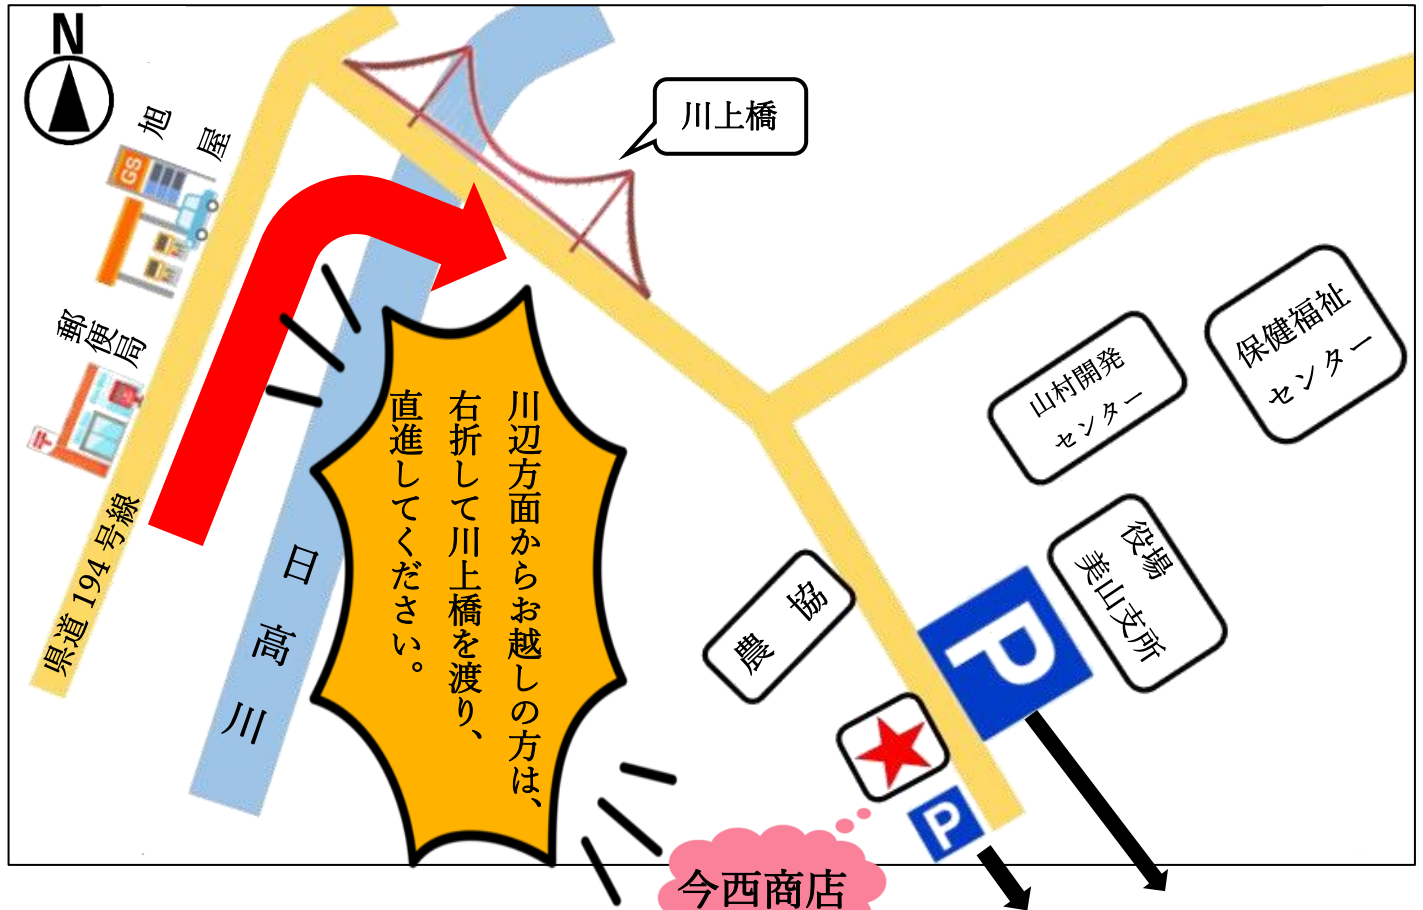 N
旭屋
GS
川上橋
郵便局
〒
県道194号線
日高川
川辺方面からお越しの方は、
右折して川上橋を渡り、
直進してください。
保健福祉
センター
山村開発
センター
役場
美山支所
農協
P
P
今西商店